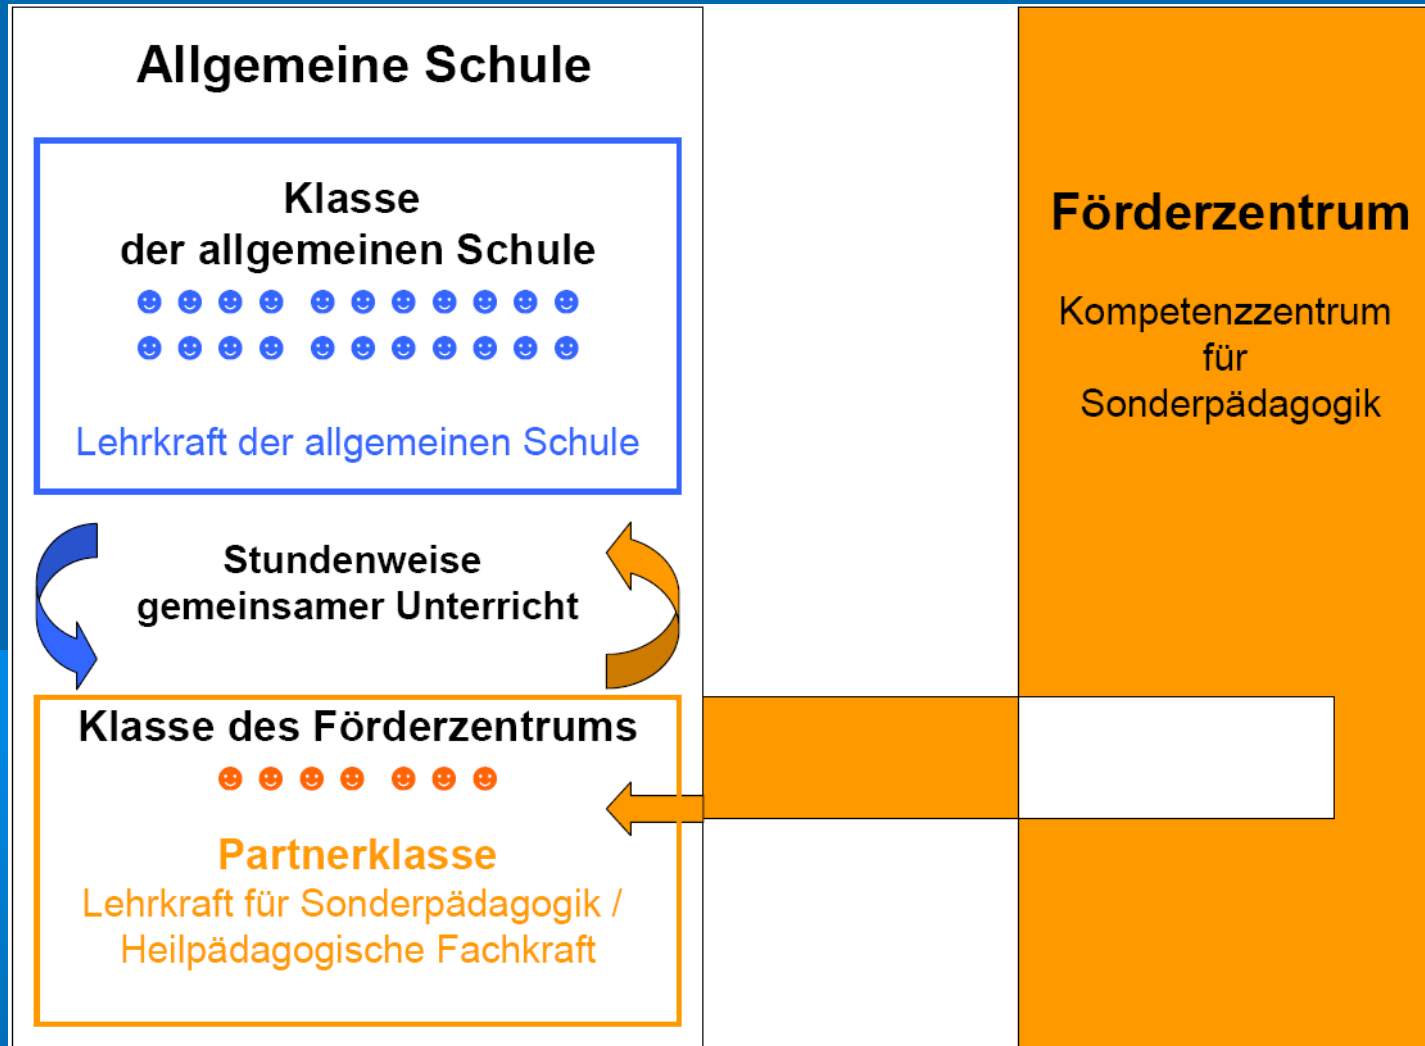 Allgemeine Schule
Klasse
der allgemeinen Schule
Lehrkraft der allgemeinen Schule
Stundenweise
gemeinsamer Unterricht
Klasse des Förderzentrums
Partnerklasse
Lehrkraft für Sonderpädagogik /
Heilpädagogische Fachkraft
Förderzentrum
Kompetenzzentrum
für
Sonderpädagogik